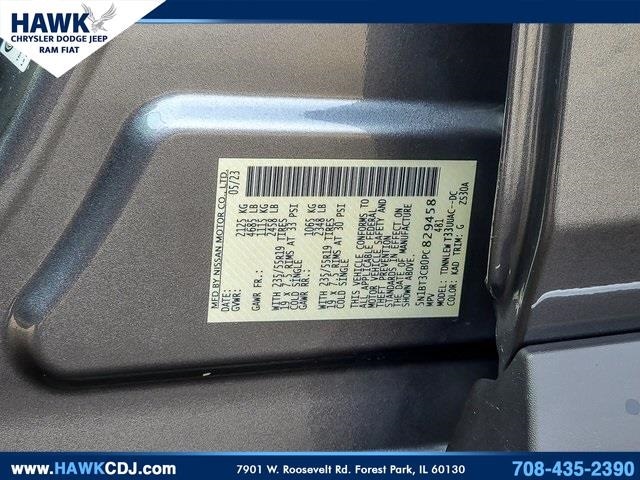 HAWK
CHRYSLER DODGE JEEP
RAM FIAT
MFD BY NISSAN MOTOR CO., LTD.
DATE: 05/23
GVWR: 2125 KG
4685 LB
GAWR FR.: 1115 KG
2458 LB
WITH 235/55R19 TIRES
19 X 7.5J RIMS AT 33 PSI
COLD SINGLE
GAWR RR.: 1065 KG
2348 LB
WITH 235/55R19 TIRES
19 X 7.5J RIMS AT 30 PSI
COLD SINGLE
THIS VEHICLE CONFORMS TO
ALL APPLICABLE FEDERAL
MOTOR VEHICLE SAFETY AND
THEFT PREVENTION
STANDARDS IN EFFECT ON
THE DATE OF MANUFACTURE
SHOWN ABOVE.
5N1BT3CB0PC829458
MPV 481
MODEL: TDNNLEWT33UQAC--DC
COLOR: KAD TRIM: G ZS30A
www.HAWKCDJ.com
7901 W. Roosevelt Rd. Forest Park, IL 60130
708-435-2390